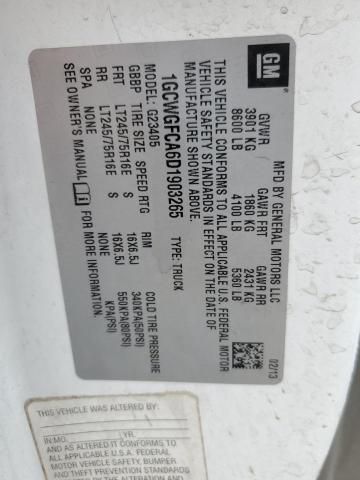 GM
MFD BY GENERAL MOTORS LLC
02/13
GVWR GAWR FRT GAWR RR
3901 KG 1860 KG 2431 KG
8600 LB 4100 LB 5360 LB
THIS VEHICLE CONFORMS TO ALL APPLICABLE U.S. FEDERAL MOTOR
VEHICLE SAFETY STANDARDS IN EFFECT ON THE DATE OF
MANUFACTURE SHOWN ABOVE.
1GCWGFCA6D1903265 TYPE: TRUCK
MODEL: G23405
GBBP TIRE SIZE SPEED RTG RIM COLD TIRE PRESSURE
KPA(PSI)
FRT LT245/75R16E S 16X6.5J 340KPA(50PSI)
RR LT245/75R16E S 16X6.5J 550KPA(80PSI)
SPA NONE NONE
SEE OWNER'S MANUAL
THIS VEHICLE WAS ALTERED BY:
IN:MO. YR.
AND AS ALTERED IT CONFORMS TO
ALL APPLICABLE U.S. FEDERAL
MOTOR VEHICLE SAFETY, BUMPER
AND THEFT PREVENTION STANDARDS